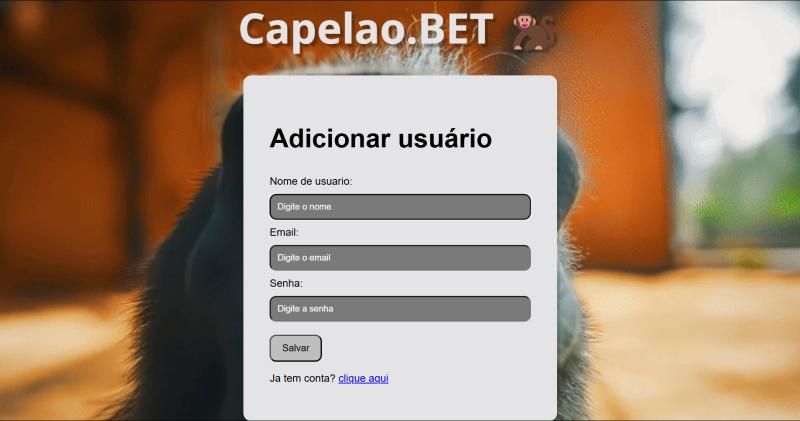 Capelao.BET 🐒
Adicionar usuário
Nome de usuario:
Digite o nome
Email:
Digite o email
Senha:
Digite a senha
Salvar
Ja tem conta? clique aqui